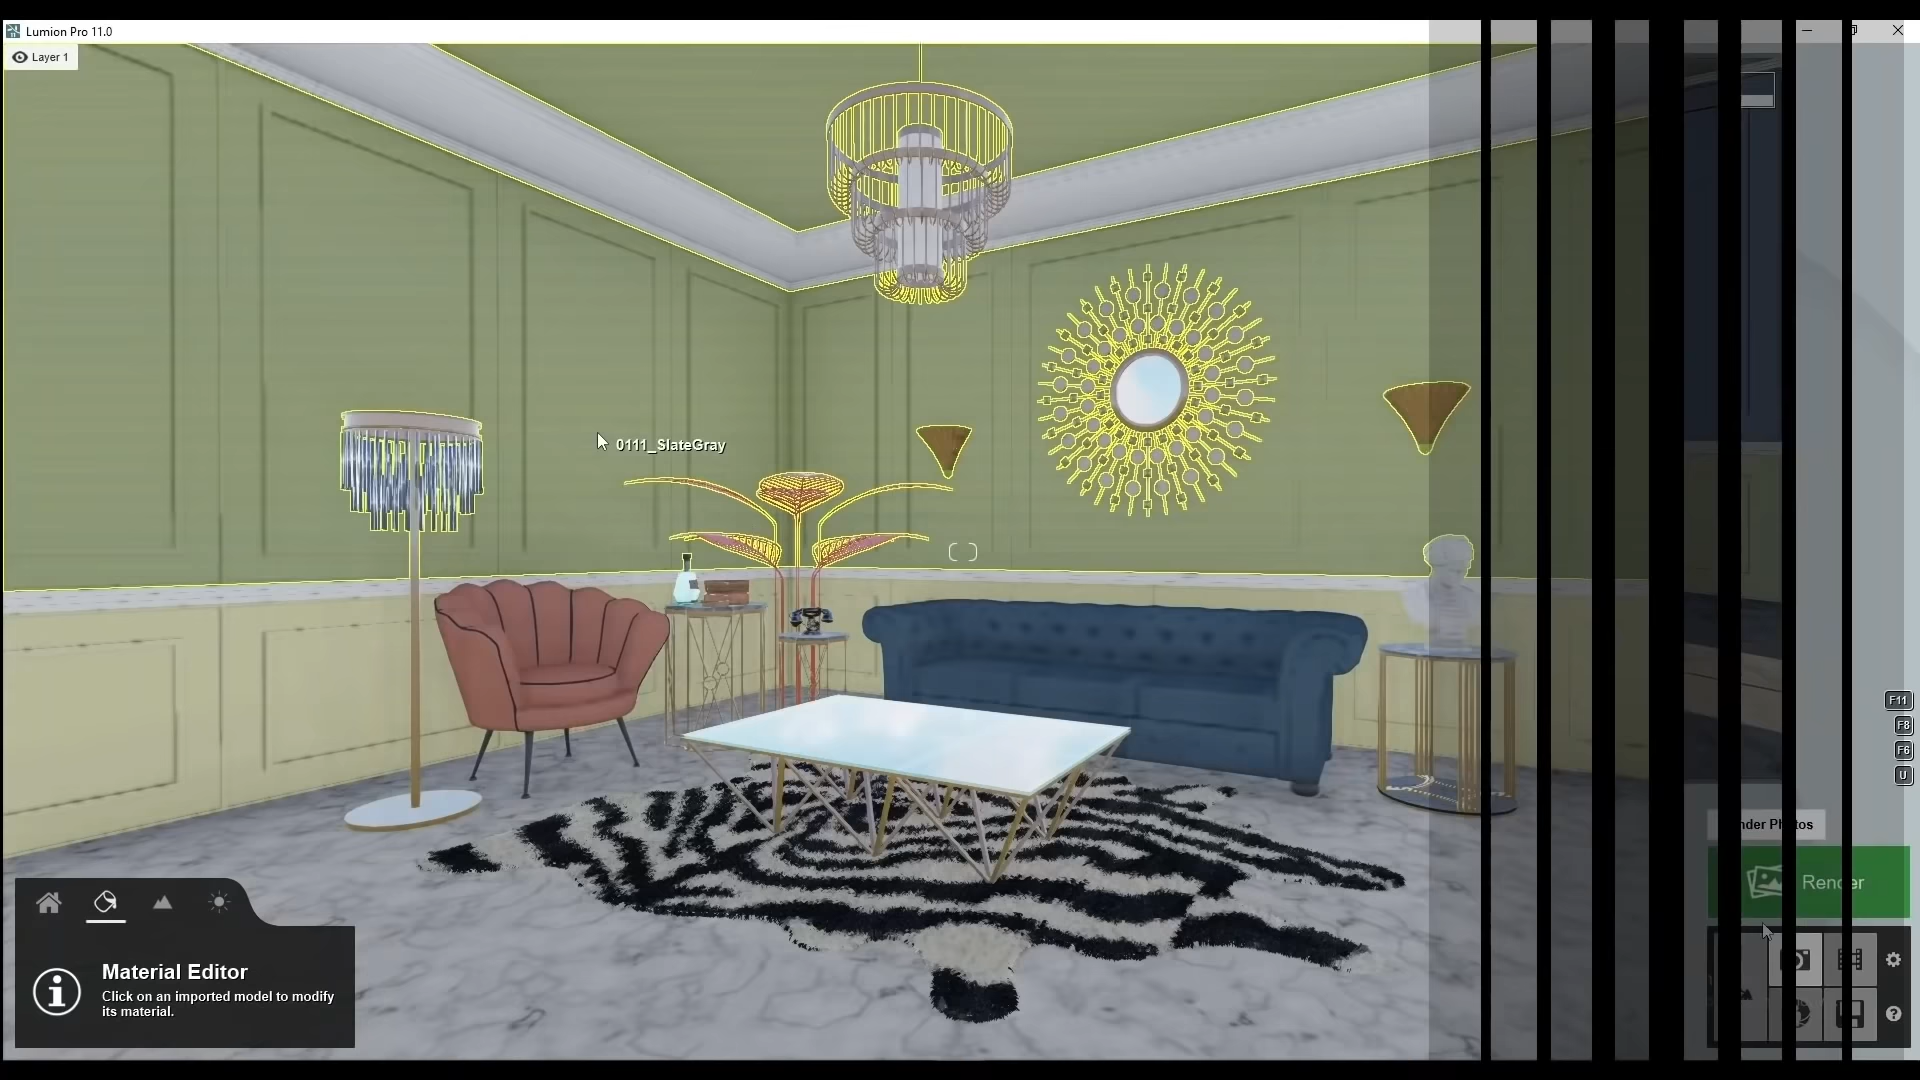 Lumion Pro 11.0
Layer 1
0111_SlateGray
F11
F8
F6
U
Render
Material Editor
Click on an imported model to modify
its material.
?